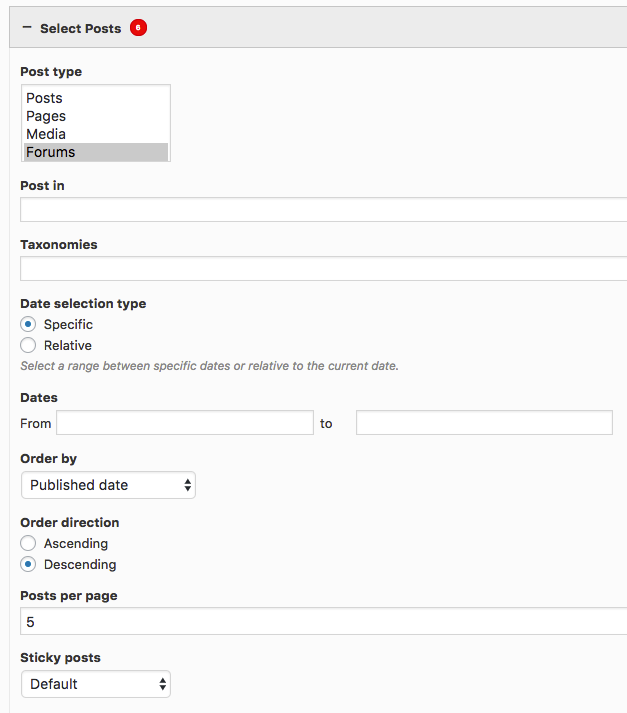 Select Posts 6
Post type
Posts
Pages
Media
Forums
Post in
Taxonomies
Date selection type
Specific
Relative
Select a range between specific dates or relative to the current date.
Dates
From to
Order by
Published date
Order direction
Ascending
Descending
Posts per page
5
Sticky posts
Default